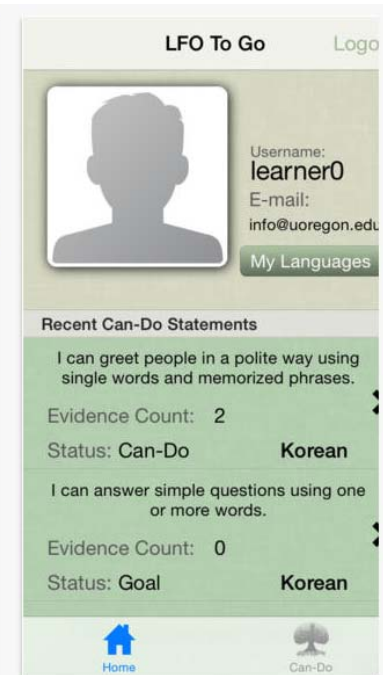 LFO To Go Logo
Username:
learner0
E-mail:
info@uoregon.edu
My Languages
Recent Can-Do Statements
I can greet people in a polite way using
single words and memorized phrases.
Evidence Count: 2
Status: Can-Do Korean
I can answer simple questions using one
or more words.
Evidence Count: 0
Status: Goal Korean
Home Can-Do